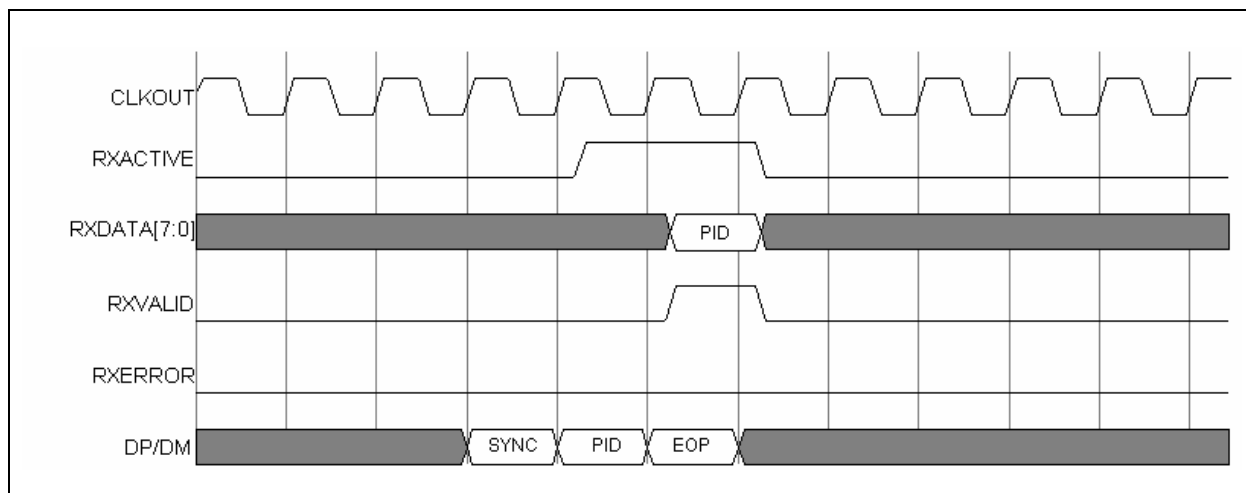 CLKOUT
RXACTIVE
RXDATA[7:0]
PID
RXVALID
RXERROR
DP/DM
SYNC
PID
EOP